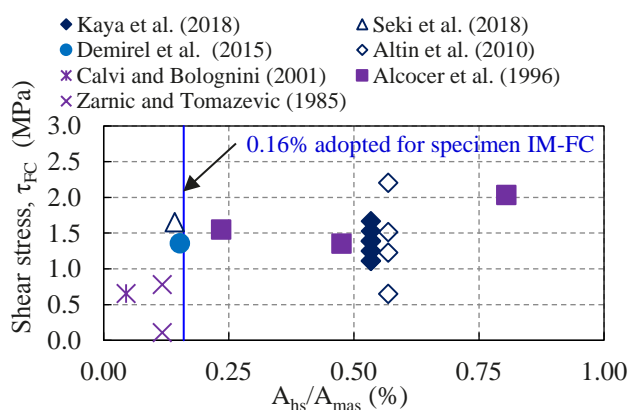 Kaya et al. (2018) Seki et al. (2018)
Demirel et al. (2015) Altin et al. (2010)
Calvi and Bolognini (2001) Alcocer et al. (1996)
Zarnic and Tomazevic (1985)
Shear stress, τFC (MPa)
3.0
2.5
2.0
1.5
1.0
0.5
0.0
0.16% adopted for specimen IM-FC
0.00 0.25 0.50 0.75 1.00
Ahs/Amas (%)